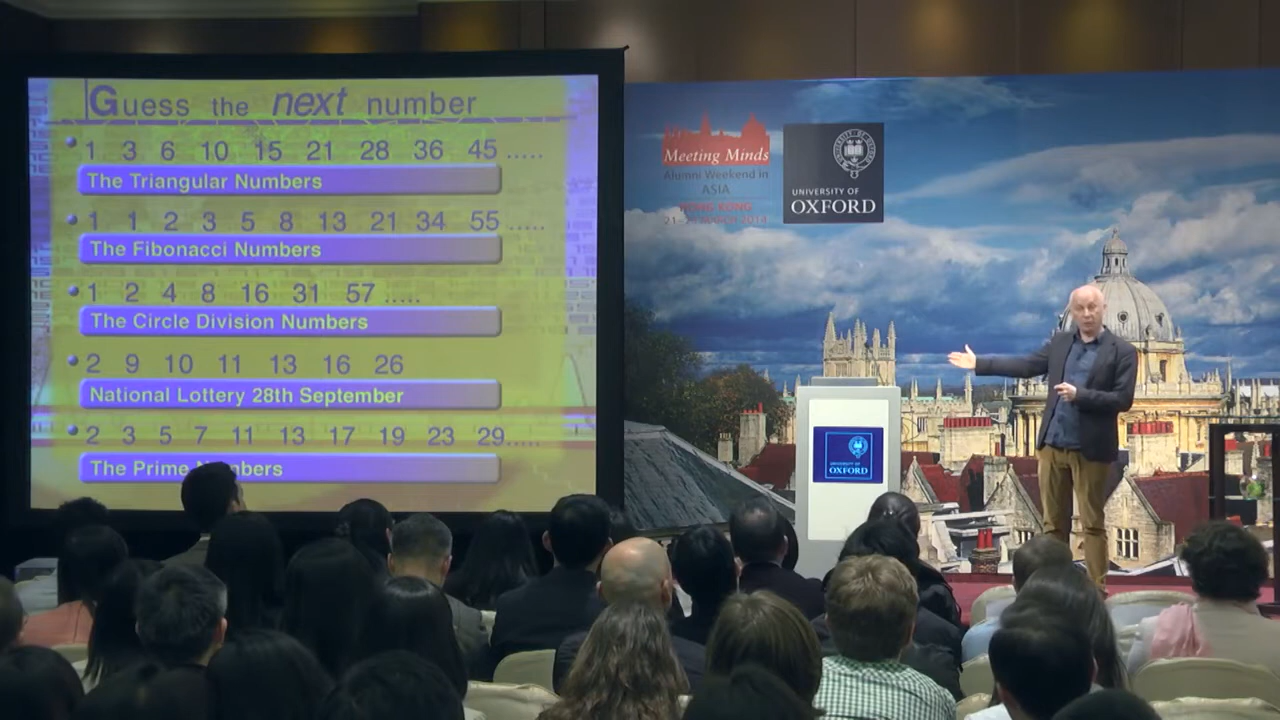 Guess the next number
1 3 6 10 15 21 28 36 45 .....
The Triangular Numbers
1 1 2 3 5 8 13 21 34 55 .....
The Fibonacci Numbers
1 2 4 8 16 31 57 .....
The Circle Division Numbers
2 9 10 11 13 16 26
National Lottery 28th September
2 3 5 7 11 13 17 19 23 29.....
The Prime Numbers
Meeting Minds
Alumni Weekend in
ASIA
HONG KONG
UNIVERSITY OF
OXFORD
UNIVERSITY OF
OXFORD